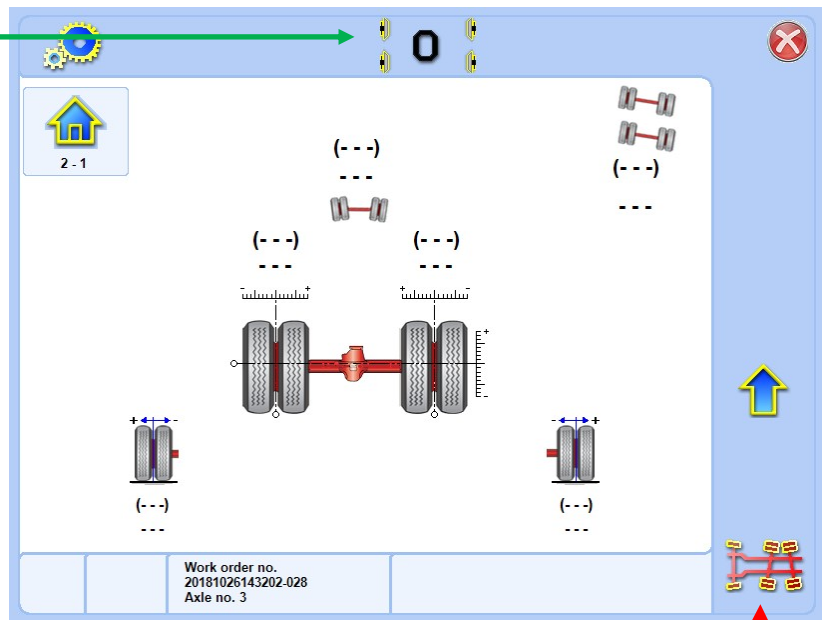 0
2 - 1
(- - -)
- - -
(- - -)
- - -
(- - -) (- - -)
- - - - - -
- + + -
+
-
+ - - +
(- - -) (- - -)
- - - - - -
Work order no.
20181026143202-028
Axle no. 3